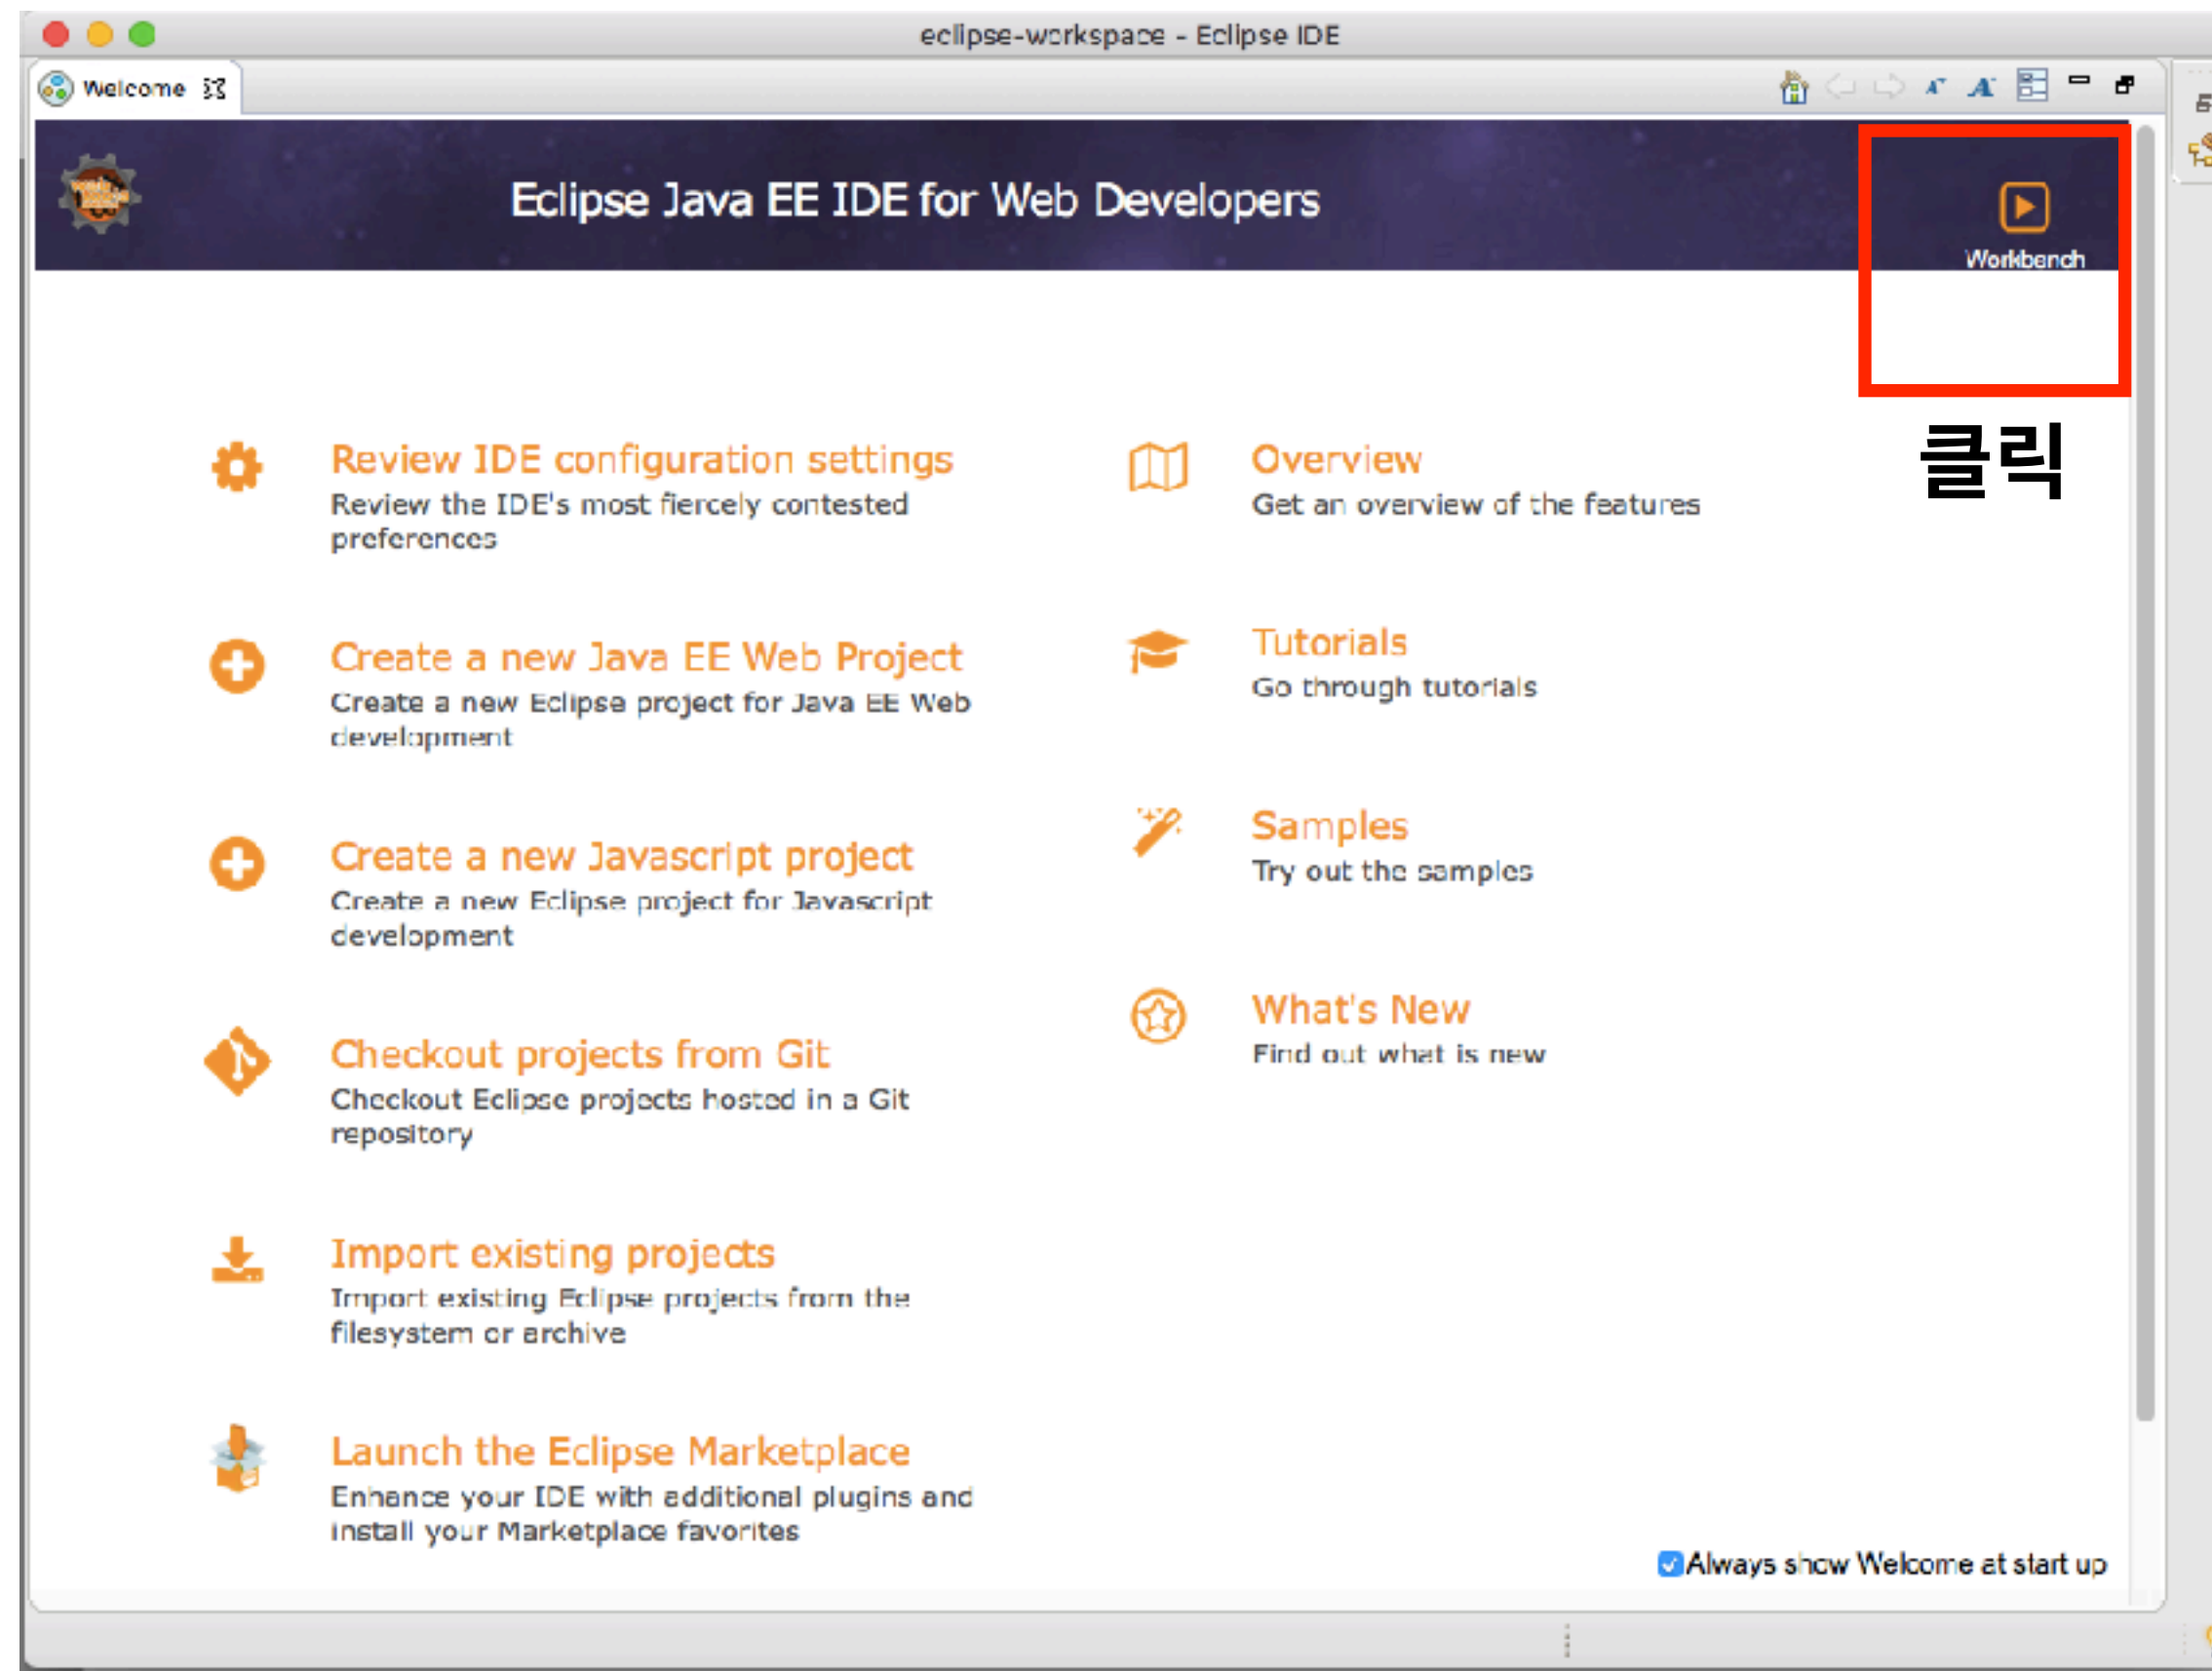 eclipse-workspace - Eclipse IDE
Welcome
Eclipse Java EE IDE for Web Developers
Workbench
클릭
Review IDE configuration settings
Review the IDE's most fiercely contested
preferences
Create a new Java EE Web Project
Create a new Eclipse project for Java EE Web
development
Create a new Javascript project
Create a new Eclipse project for Javascript
development
Checkout projects from Git
Checkout Eclipse projects hosted in a Git
repository
Import existing projects
Import existing Eclipse projects from the
filesystem or archive
Launch the Eclipse Marketplace
Enhance your IDE with additional plugins and
install your Marketplace favorites
Overview
Get an overview of the features
Tutorials
Go through tutorials
Samples
Try out the samples
What's New
Find out what is new
Always show Welcome at start up